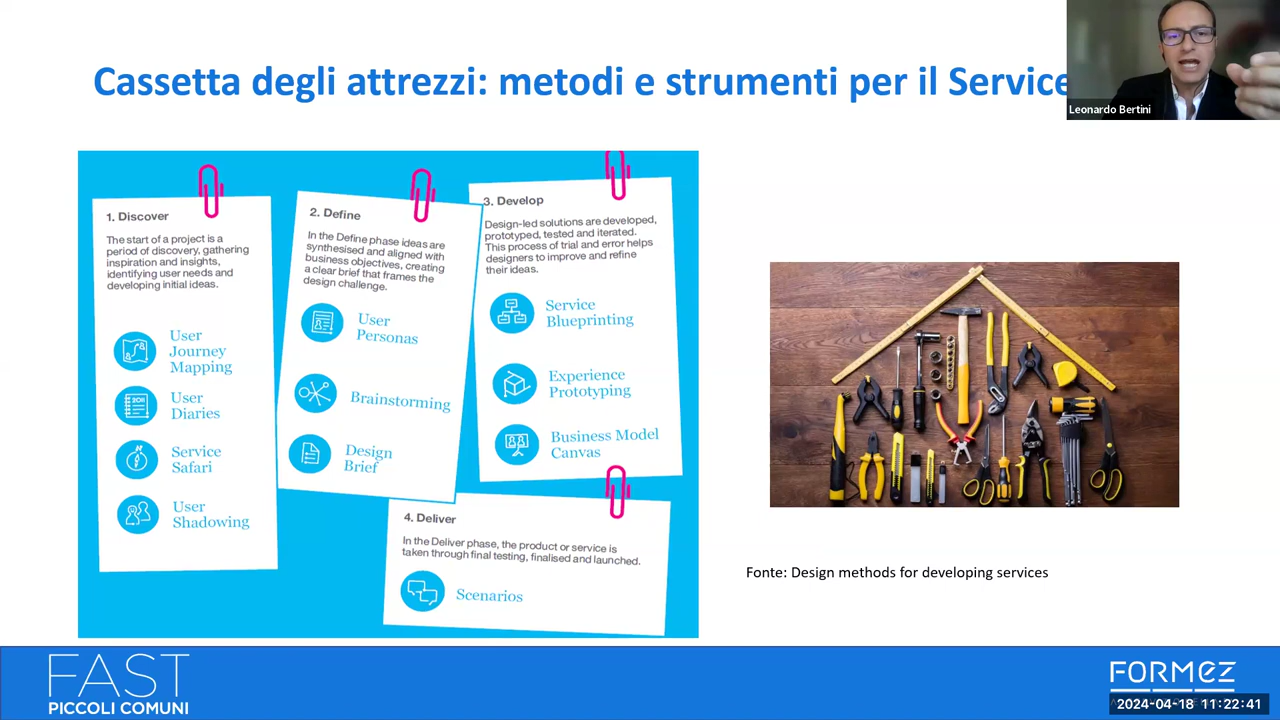 Cassetta degli attrezzi: metodi e strumenti per il Service
Leonardo Bertini
1. Discover
The start of a project is a
period of discovery, gathering
inspiration and insights,
identifying user needs and
developing initial ideas.
User
Journey
Mapping
User
Diaries
Service
Safari
User
Shadowing
2. Define
In the Define phase ideas are
synthesised and aligned with
business objectives, creating
a clear brief that frames the
design challenge.
User
Personas
Brainstorming
Design
Brief
3. Develop
Design-led solutions are developed,
prototyped, tested and iterated.
This process of trial and error helps
designers to improve and refine
their ideas.
Service
Blueprinting
Experience
Prototyping
Business Model
Canvas
4. Deliver
In the Deliver phase, the product or service is
taken through final testing, finalised and launched.
Scenarios
Fonte: Design methods for developing services
FAST
PICCOLI COMUNI
FORMEZ
2024-04-18 11:22:41